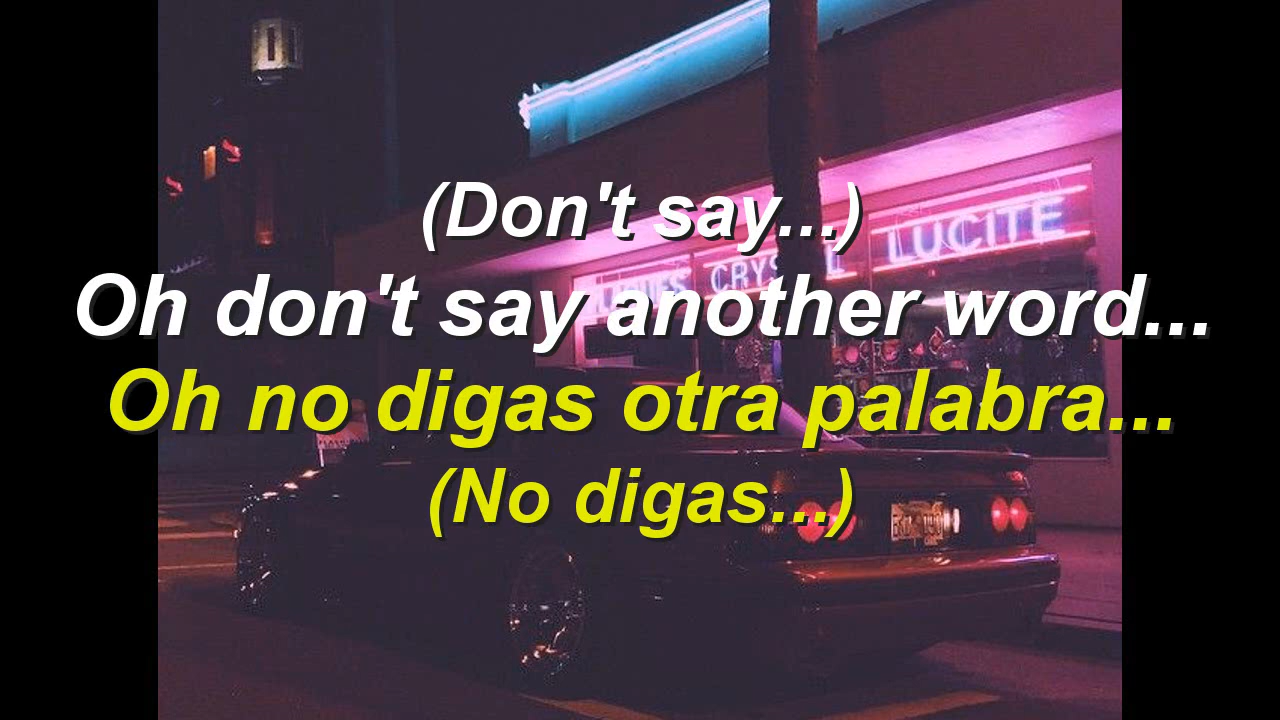 (Don't say...)
Oh don't say another word...
Oh no digas otra palabra...
(No digas...)
LUCITE